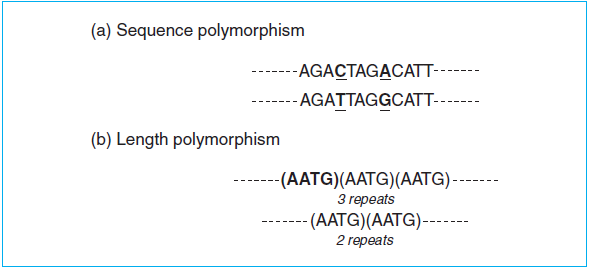 (a) Sequence polymorphism
-------AGACTAGACATT-------
-------AGATTAGGCATT-------
(b) Length polymorphism
-------(AATG)(AATG)(AATG)-------
3 repeats
-------(AATG)(AATG)-------
2 repeats